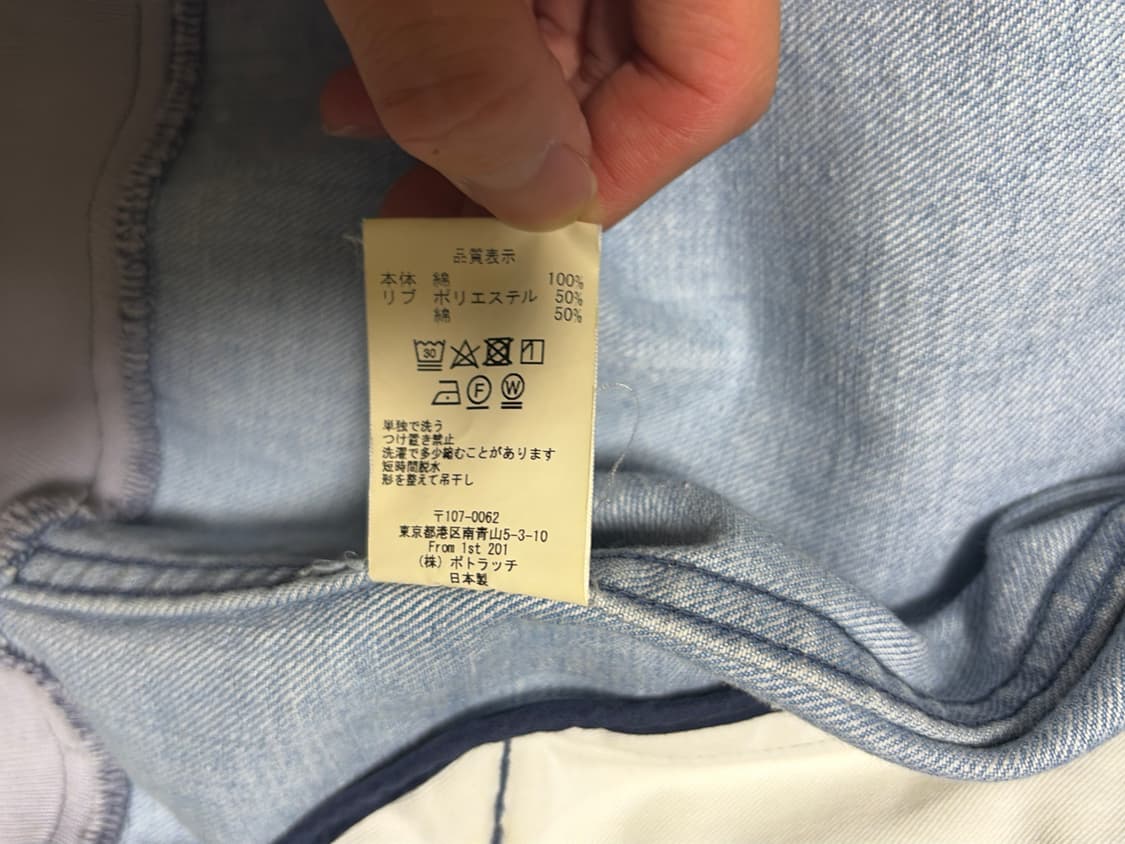 品質表示
本体 綿 100%
リブ ポリエステル 50%
綿 50%
30
F W
単独で洗う
つけ置き禁止
洗濯で多少縮むことがあります
短時間脱水
形を整えて吊干し
〒107-0062
東京都港区南青山5-3-10
From 1st 201
(株) ポトラッチ
日本製